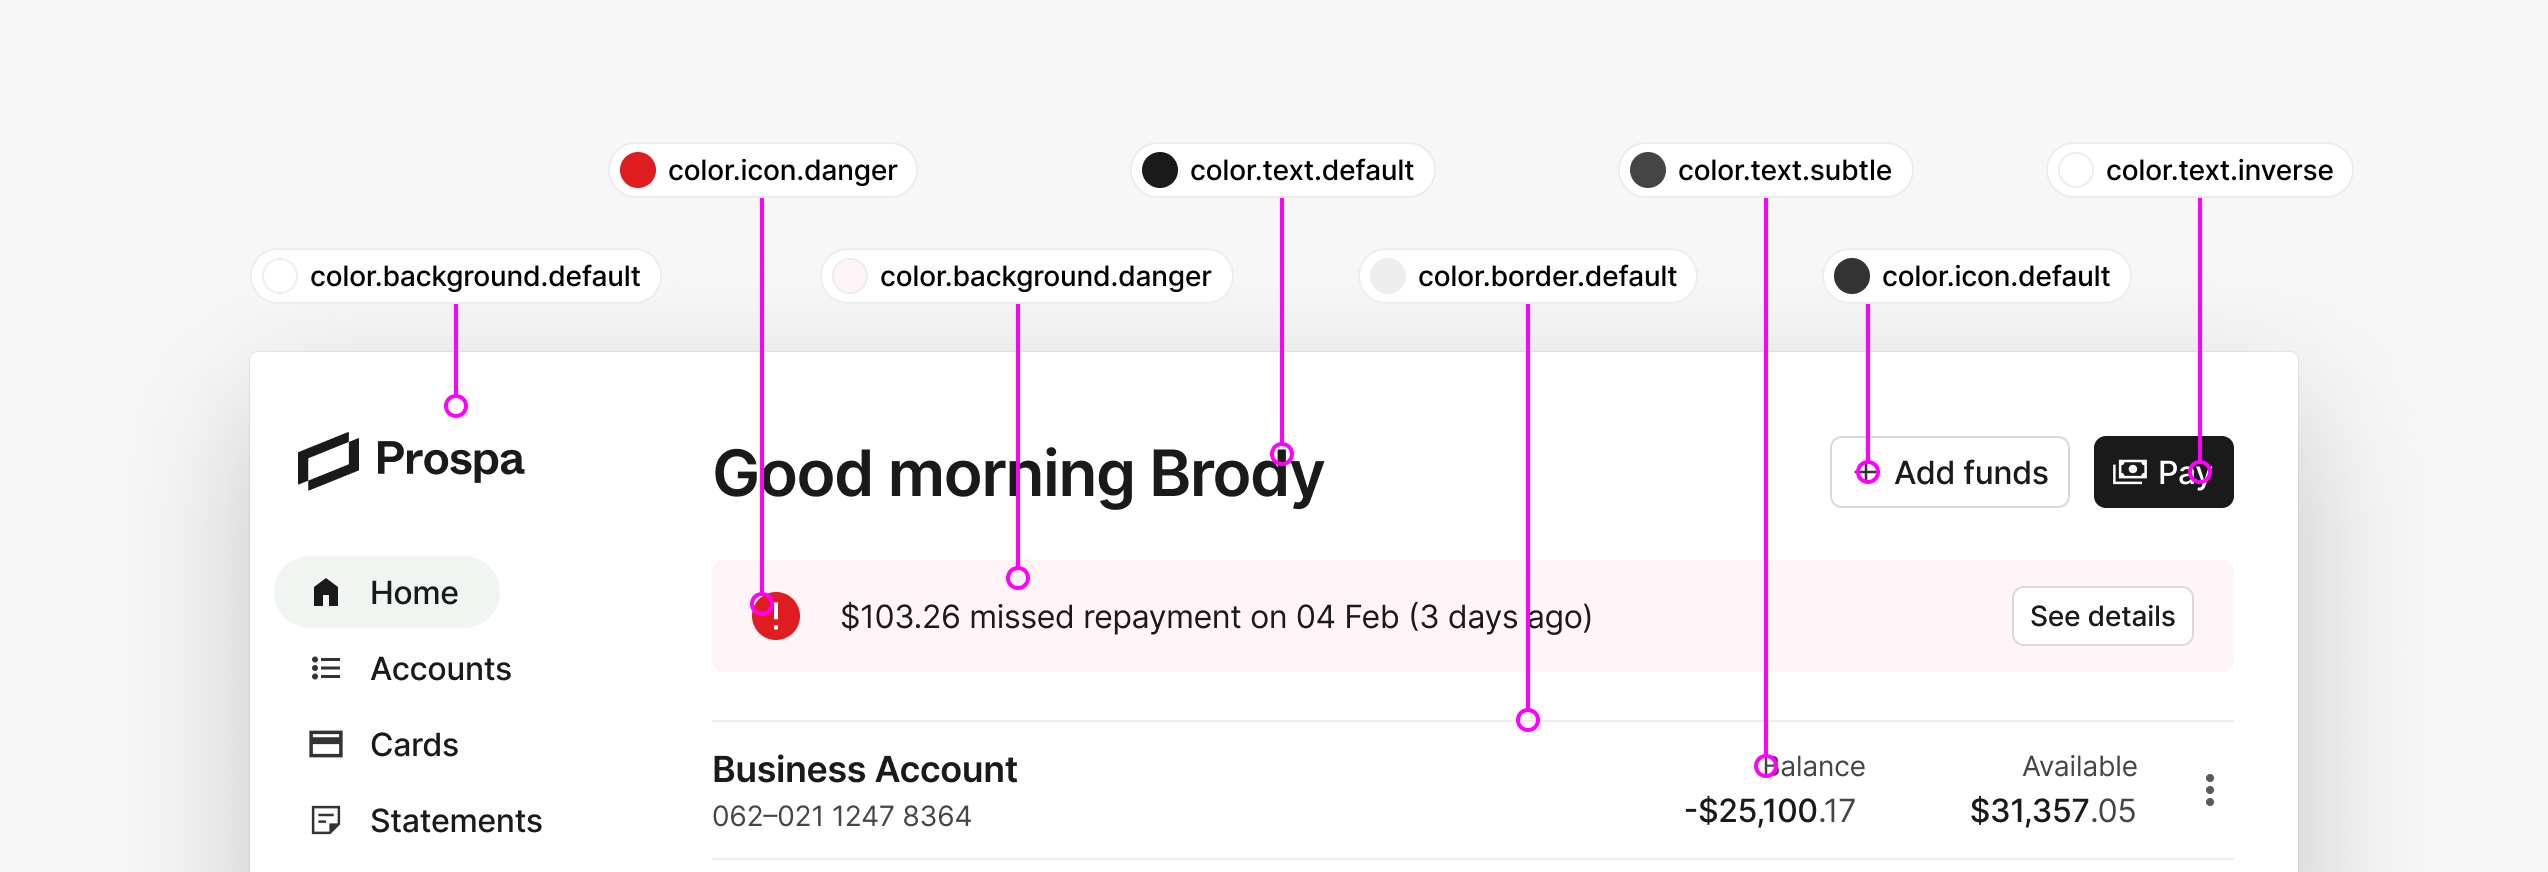 color.icon.danger
color.text.default
color.text.subtle
color.text.inverse
color.background.default
color.background.danger
color.border.default
color.icon.default
Prospa
Good morning Brody
Add funds
Pay
Home
Accounts
Cards
Statements
$103.26 missed repayment on 04 Feb (3 days ago)
See details
Business Account
062–021 1247 8364
Balance
-$25,100.17
Available
$31,357.05